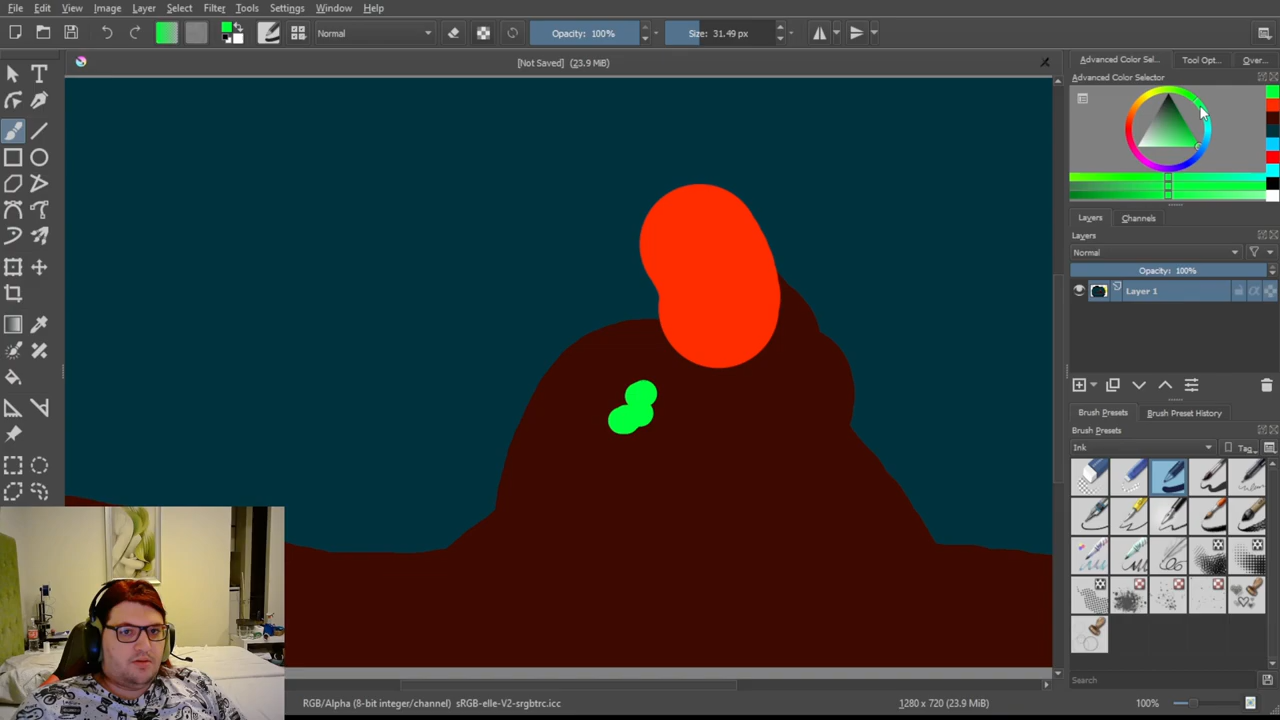 File Edit View Image Layer Select Filter Tools Settings Window Help
Normal Opacity: 100% Size: 31.49 px
[Not Saved] (23.9 MiB)
Advanced Color Sel... Tool Opt... Over...
Advanced Color Selector
Layers Channels
Layers
Normal
Opacity: 100%
Layer 1
Brush Presets Brush Preset History
Brush Presets
Ink Tag
Search
RGB/Alpha (8-bit integer/channel) sRGB-elle-V2-srgbtrc.icc 1280 x 720 (23.9 MiB) 100%